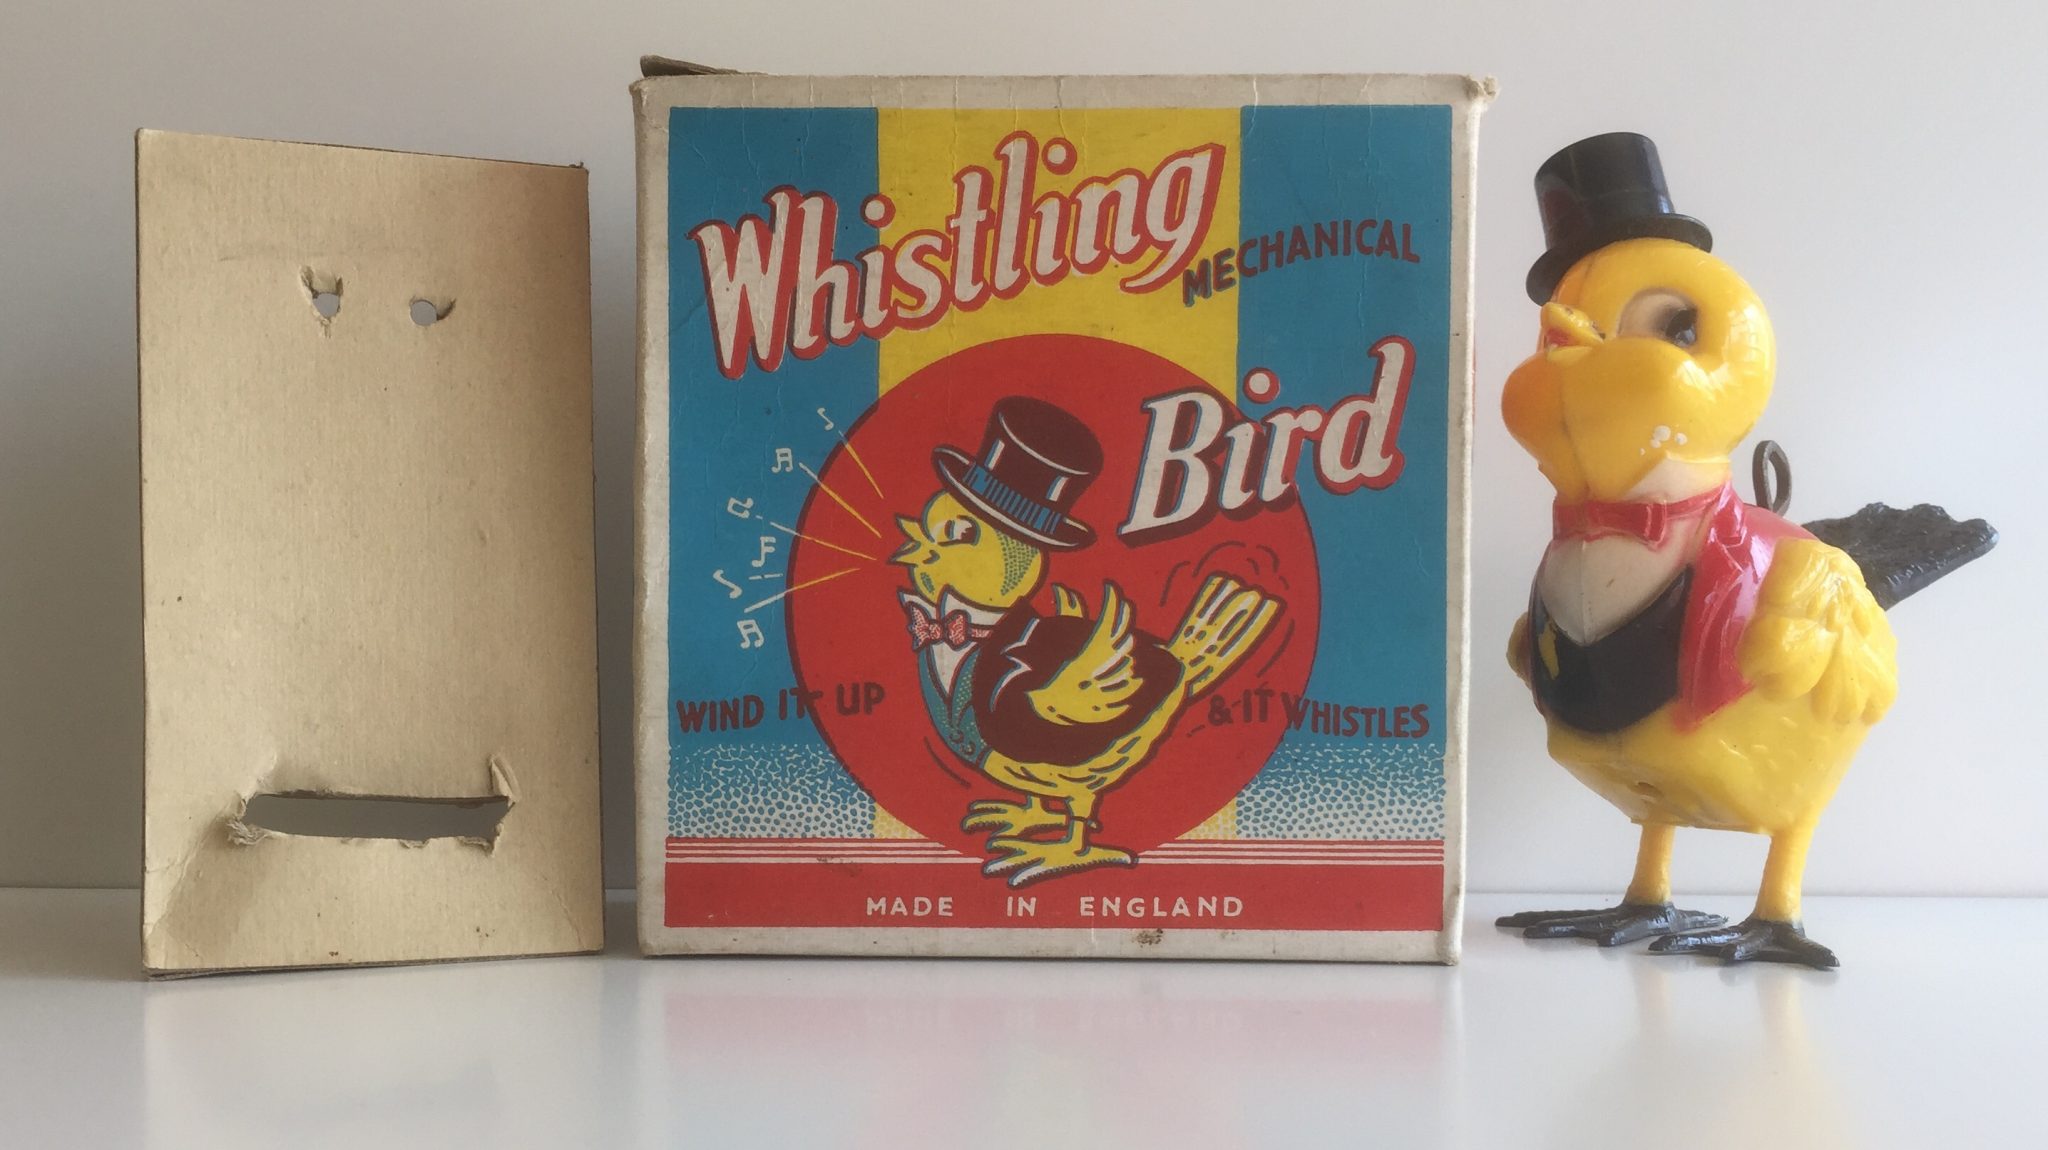 Whistling
MECHANICAL
Bird
WIND IT UP & IT WHISTLES
MADE IN ENGLAND